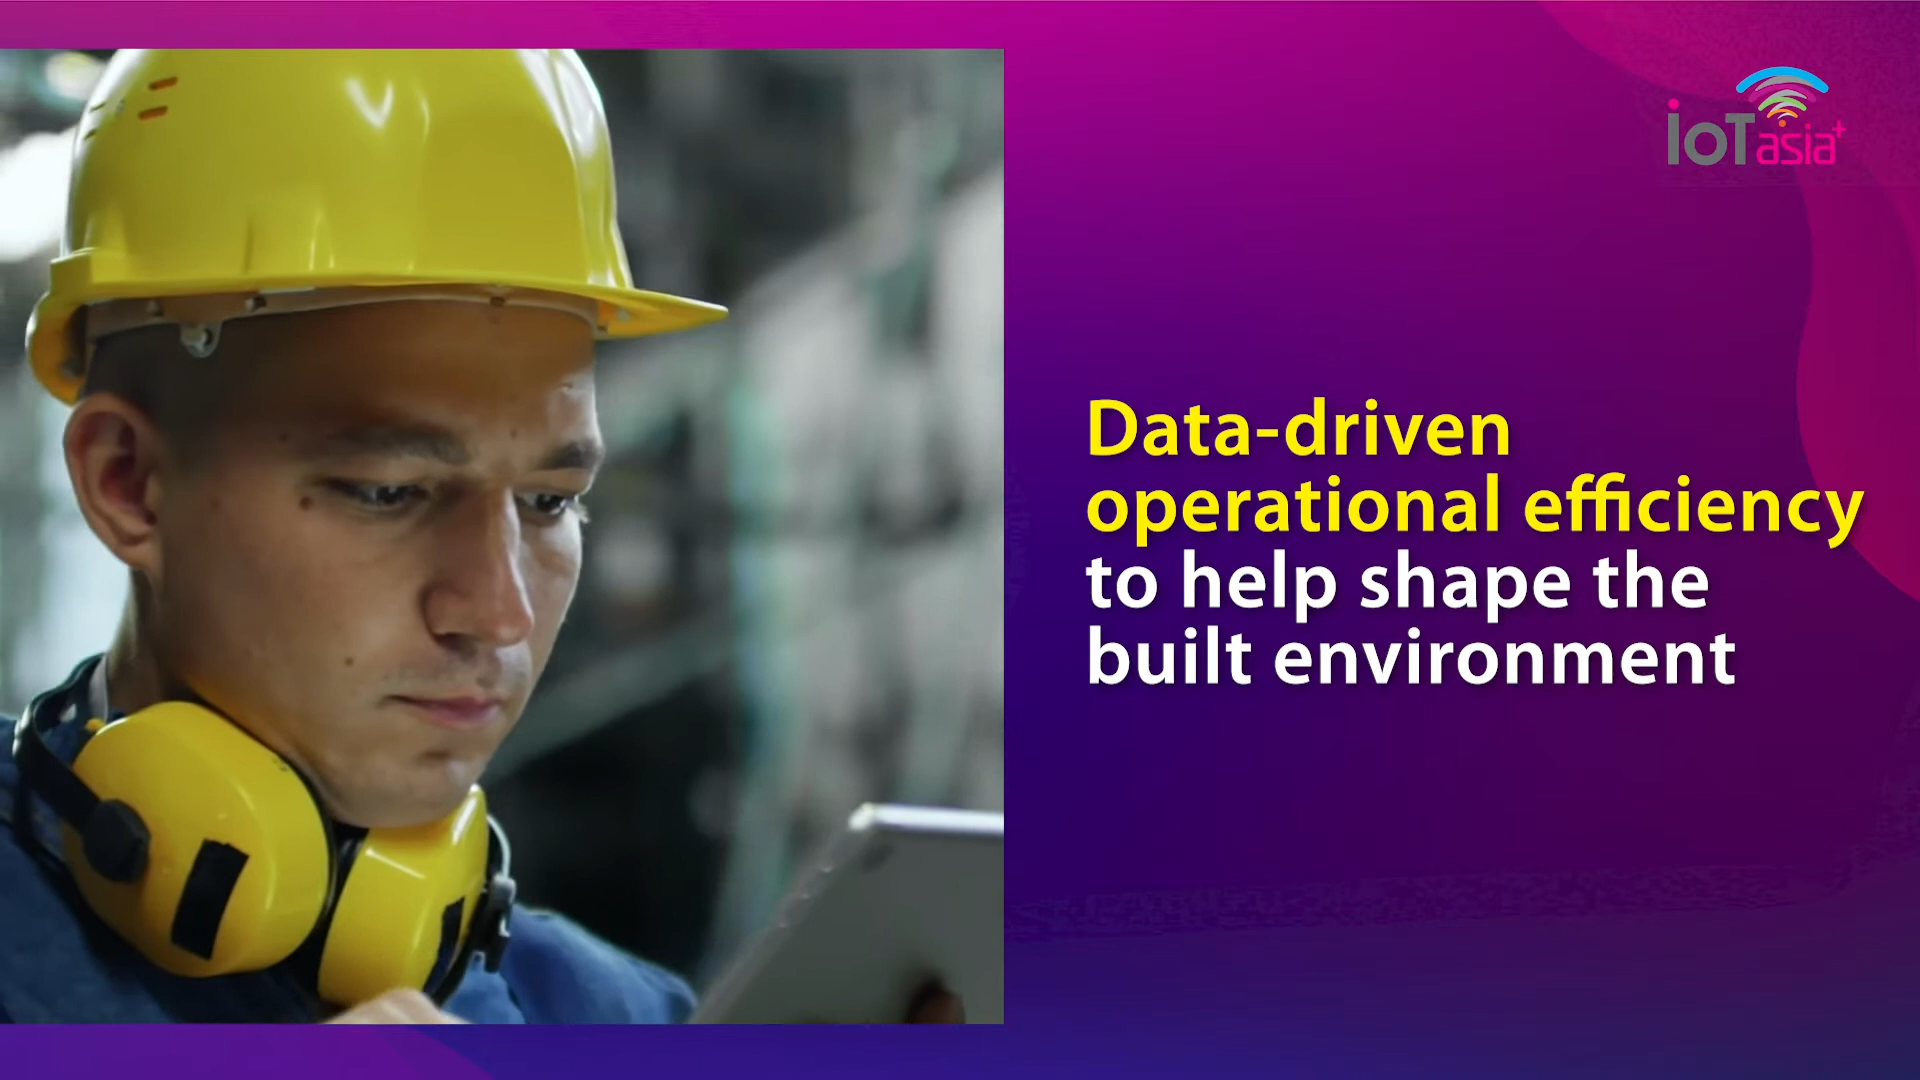 IoTasia+
Data-driven
operational efficiency
to help shape the
built environment